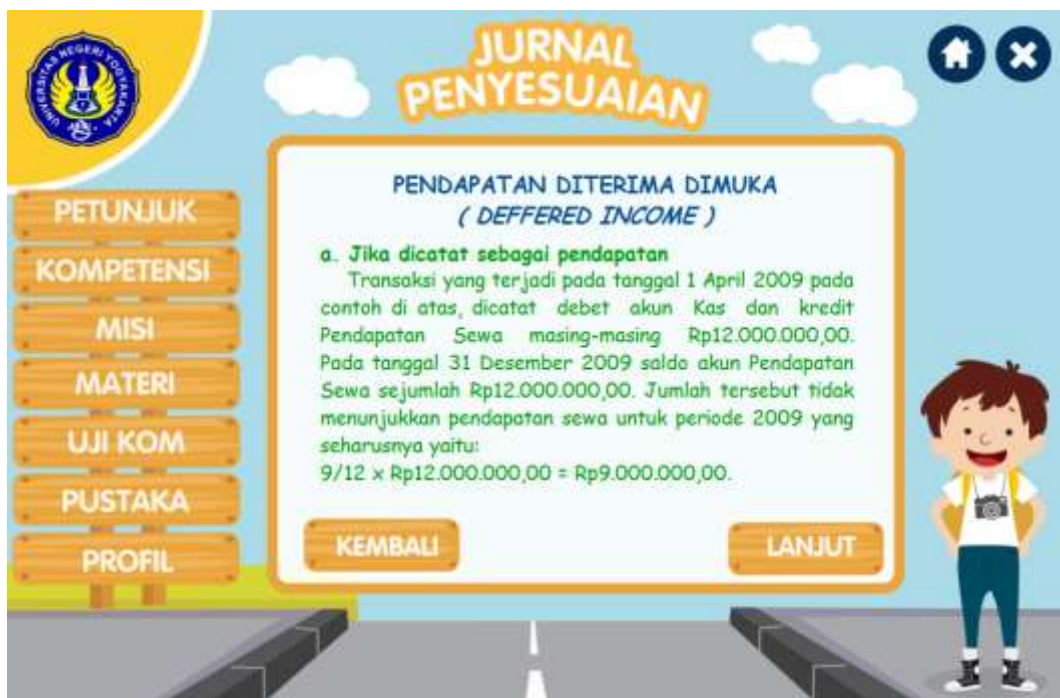 UNIVERSITAS NEGERI YOGYAKARTA
JURNAL
PENYESUAIAN
PETUNJUK
KOMPETENSI
MISI
MATERI
UJI KOM
PUSTAKA
PROFIL
PENDAPATAN DITERIMA DIMUKA
( DEFFERED INCOME )
a. Jika dicatat sebagai pendapatan
Transaksi yang terjadi pada tanggal 1 April 2009 pada
contoh di atas, dicatat debet akun Kas dan kredit
Pendapatan Sewa masing-masing Rp12.000.000,00.
Pada tanggal 31 Desember 2009 saldo akun Pendapatan
Sewa sejumlah Rp12.000.000,00. Jumlah tersebut tidak
menunjukkan pendapatan sewa untuk periode 2009 yang
seharusnya yaitu:
9/12 x Rp12.000.000,00 = Rp9.000.000,00.
KEMBALI
LANJUT